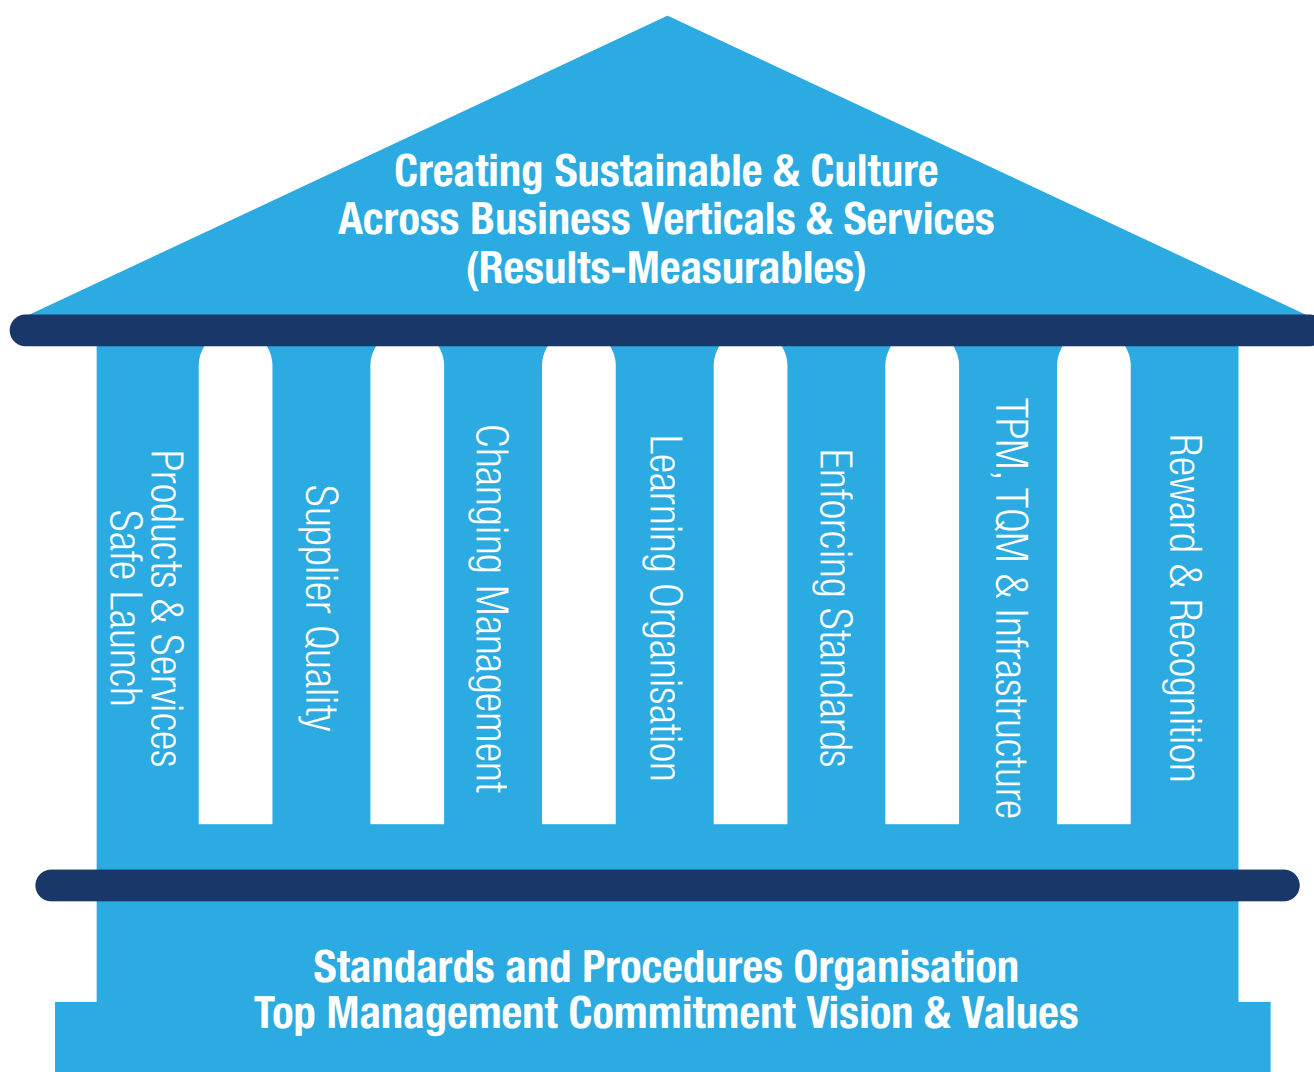 Creating Sustainable & Culture
Across Business Verticals & Services
(Results-Measurables)
Products & Services
Safe Launch
Supplier Quality
Changing Management
Learning Organisation
Enforcing Standards
TPM, TQM & Infrastructure
Reward & Recognition
Standards and Procedures Organisation
Top Management Commitment Vision & Values